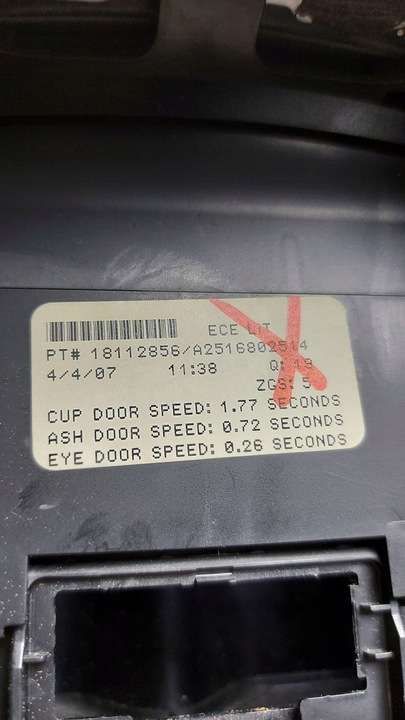 ECE LIT
PT# 18112856/A2516802514
4/4/07 11:38 Q: 19
ZGS: 5
CUP DOOR SPEED: 1.77 SECONDS
ASH DOOR SPEED: 0.72 SECONDS
EYE DOOR SPEED: 0.26 SECONDS